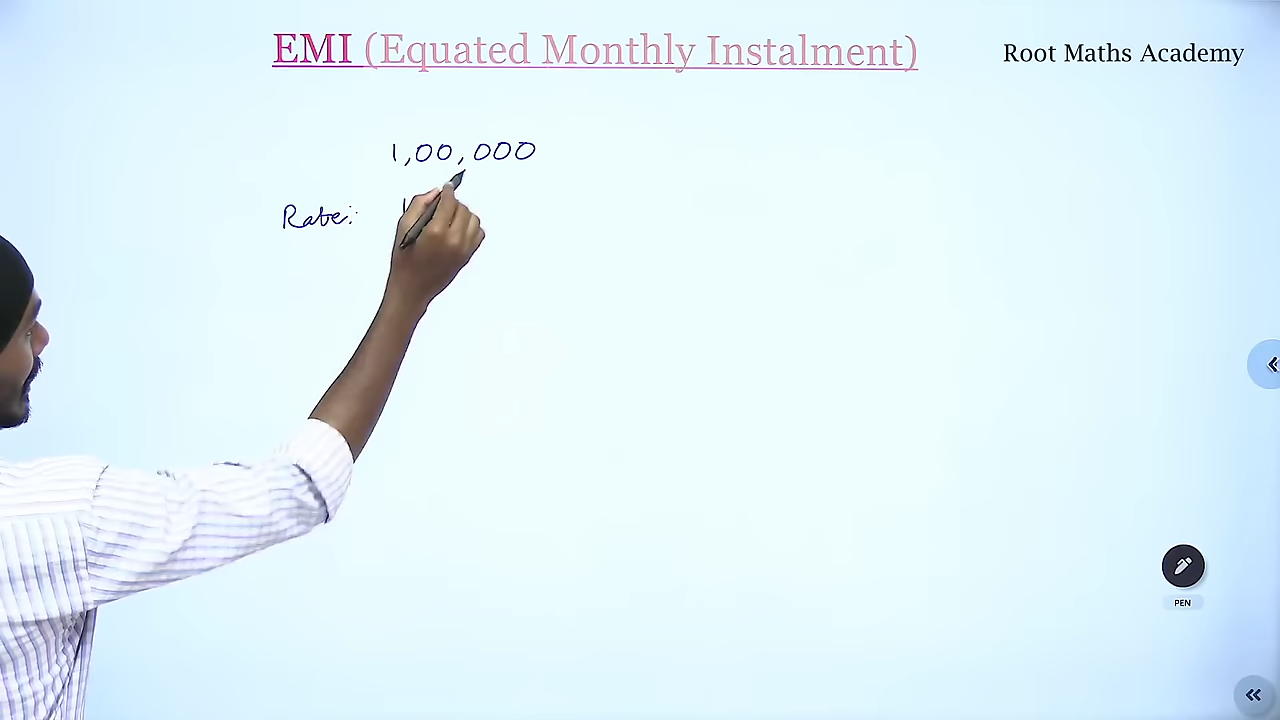 EMI (Equated Monthly Instalment)
Root Maths Academy
1,00,000
Rate:
PEN